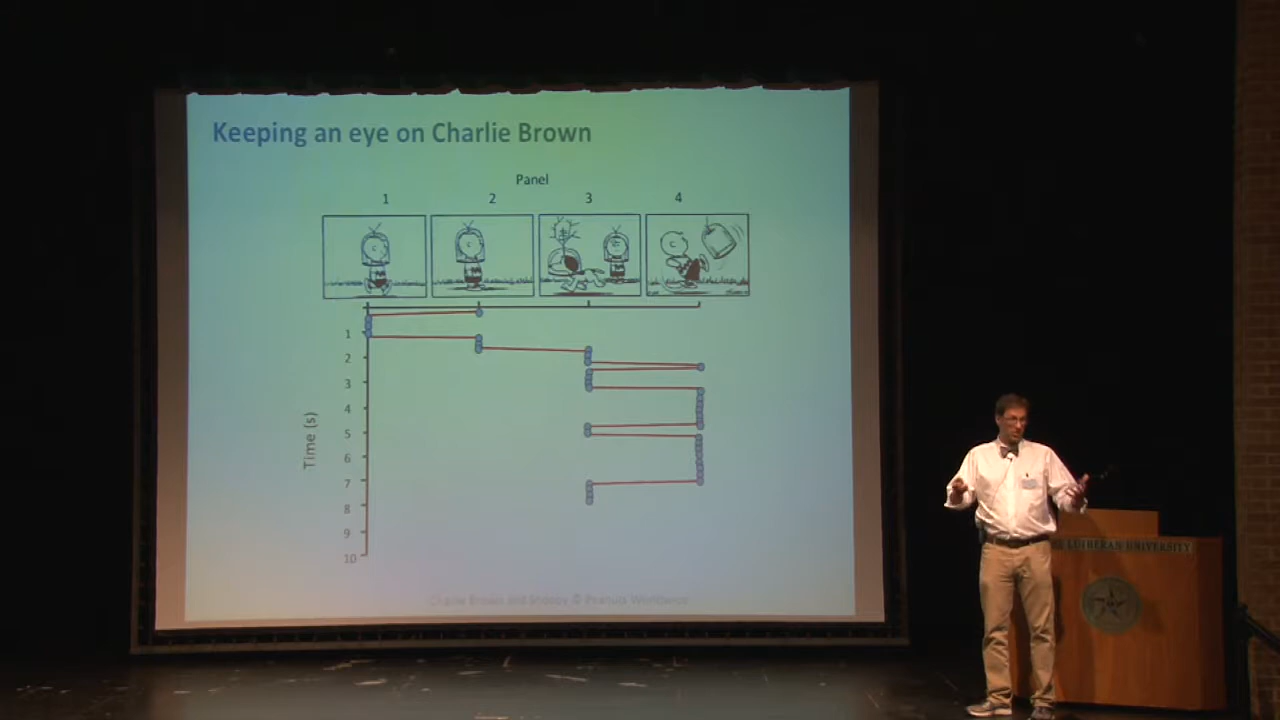 Keeping an eye on Charlie Brown
Panel
1 2 3 4
Time (s)
1
2
3
4
5
6
7
8
9
10
Charlie Brown and Snoopy © Peanuts Worldwide
LUTHERAN UNIVERSITY